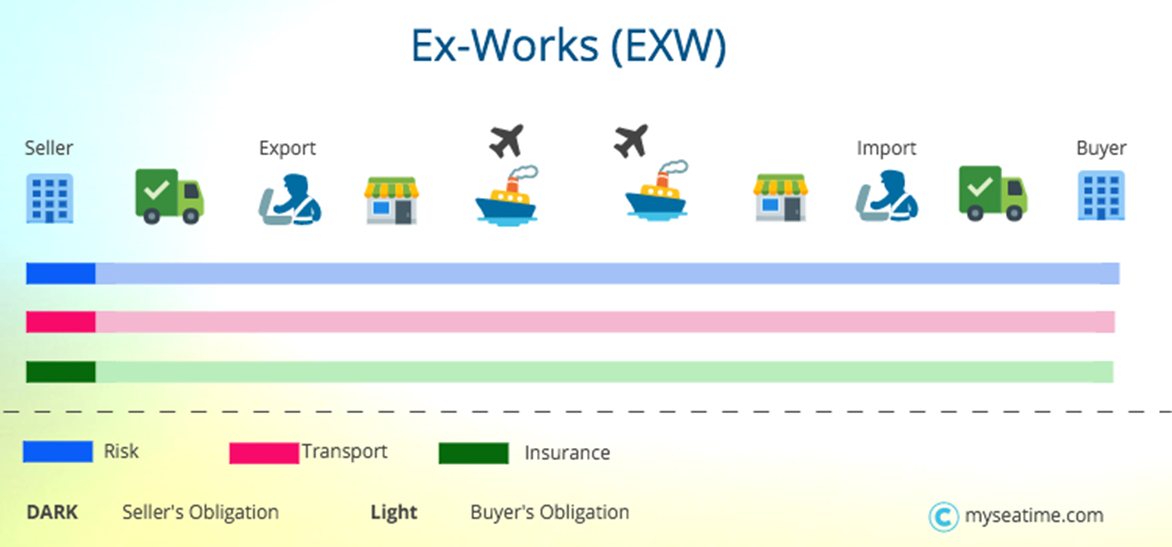 Ex-Works (EXW)
Seller Export Import Buyer
Risk Transport Insurance
DARK Seller's Obligation Light Buyer's Obligation
C myseatime.com